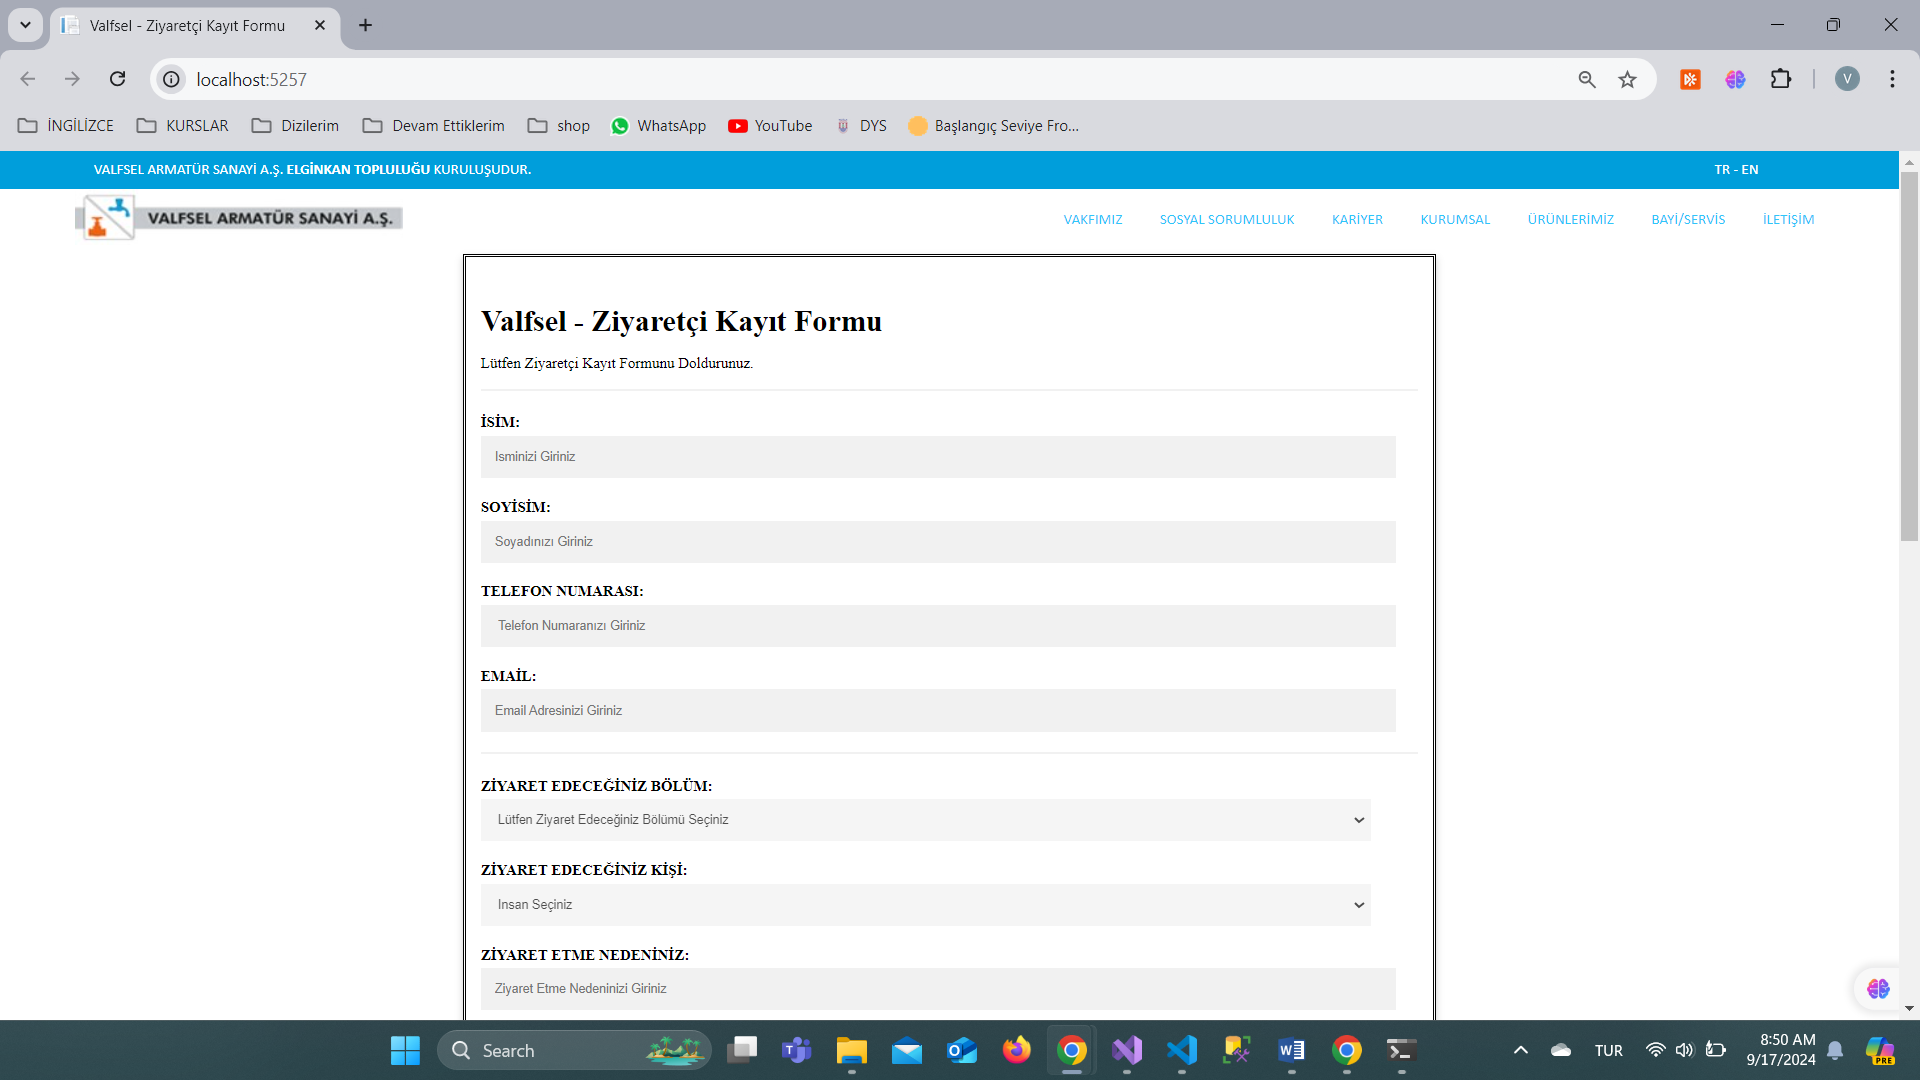 Valfsel - Ziyaretçi Kayıt Formu
localhost:5257
İNGİLİZCE KURSLAR Dizilerim Devam Ettiklerim shop WhatsApp YouTube DYS Başlangıç Seviye Fro...
V
VALFSEL ARMATÜR SANAYİ A.Ş. ELGİNKAN TOPLULUĞU KURULUŞUDUR. TR - EN
VALFSEL ARMATÜR SANAYİ A.Ş.
VAKFIMIZ SOSYAL SORUMLULUK KARİYER KURUMSAL ÜRÜNLERİMİZ BAYİ/SERVİS İLETİŞİM
Valfsel - Ziyaretçi Kayıt Formu
Lütfen Ziyaretçi Kayıt Formunu Doldurunuz.
İSİM:
Isminizi Giriniz
SOYİSİM:
Soyadınızı Giriniz
TELEFON NUMARASI:
Telefon Numaranızı Giriniz
EMAİL:
Email Adresinizi Giriniz
ZİYARET EDECEĞİNİZ BÖLÜM:
Lütfen Ziyaret Edeceğiniz Bölümü Seçiniz
ZİYARET EDECEĞİNİZ KİŞİ:
Insan Seçiniz
ZİYARET ETME NEDENİNİZ:
Ziyaret Etme Nedeninizi Giriniz
Search
TUR
8:50 AM
9/17/2024
PRE